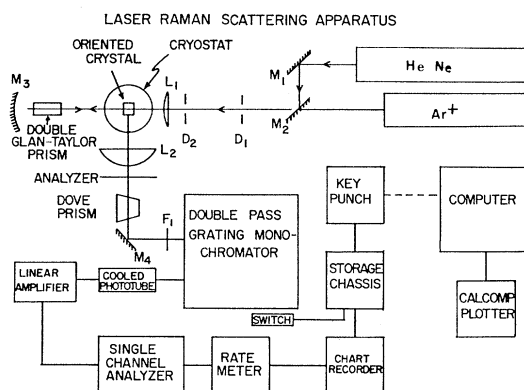 LASER RAMAN SCATTERING APPARATUS
ORIENTED
CRYSTAL
CRYOSTAT
M3
L1
M1
He Ne
M2
Ar+
DOUBLE
GLAN-TAYLOR
PRISM
D2
D1
L2
ANALYZER
DOVE
PRISM
F1
M4
DOUBLE PASS
GRATING MONO-
CHROMATOR
KEY
PUNCH
COMPUTER
LINEAR
AMPLIFIER
COOLED
PHOTOTUBE
STORAGE
CHASSIS
SWITCH
CALCOMP
PLOTTER
SINGLE
CHANNEL
ANALYZER
RATE
METER
CHART
RECORDER